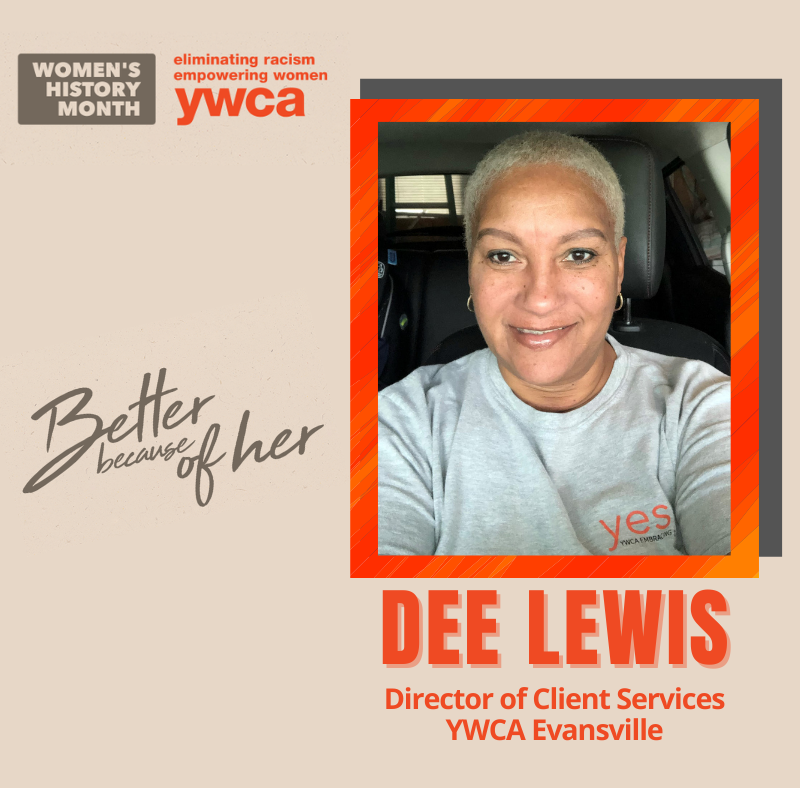 WOMEN'S
HISTORY
MONTH
eliminating racism
empowering women
ywca
Better
because
of her
yes
DEE LEWIS
Director of Client Services
YWCA Evansville